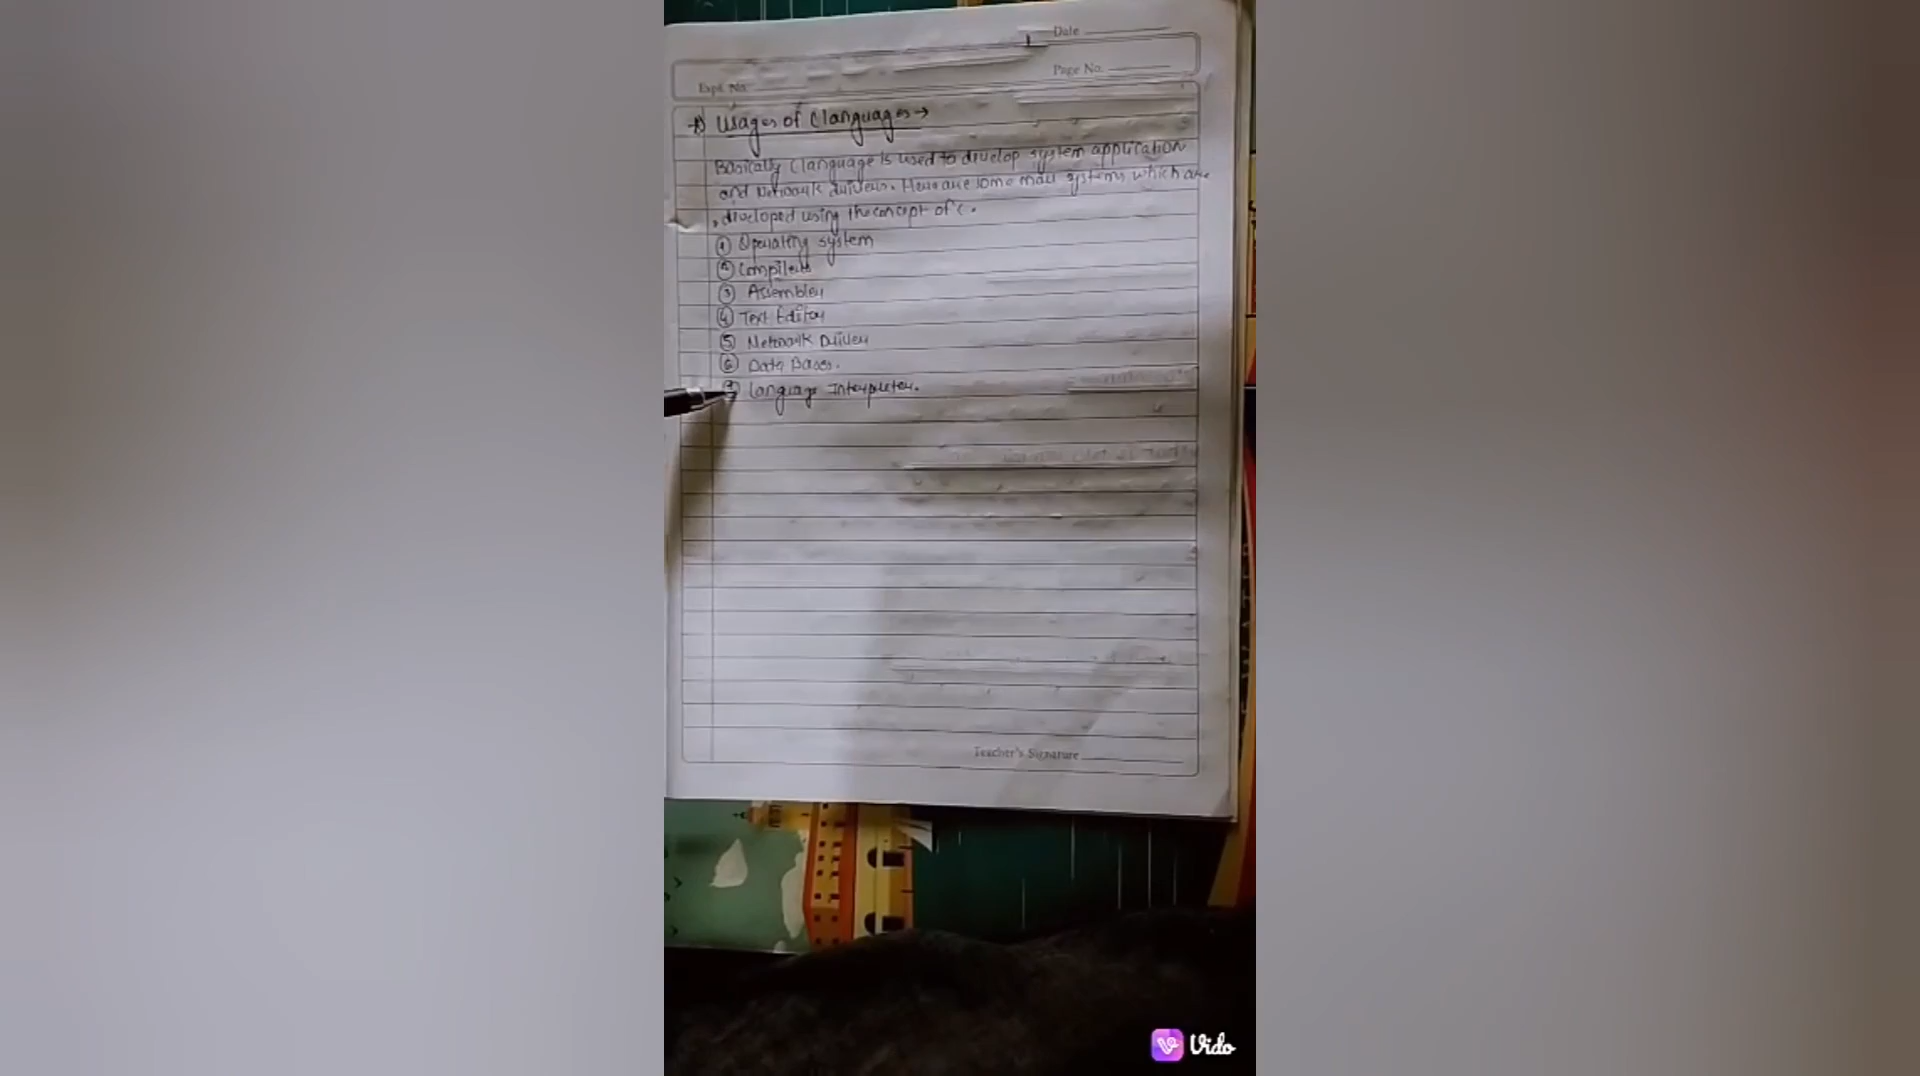 Date
Page No.
Expt. No.
Usages of C languages →
Basically C language is used to develop system application
and Network drivers. Here are some main systems which are
developed using the concept of C.
① Operating system
② Compilers
③ Assembler
④ Text Editor
⑤ Network Driver
⑥ Data Bases.
⑦ Language Interpreter.
Teacher's Signature
Vido